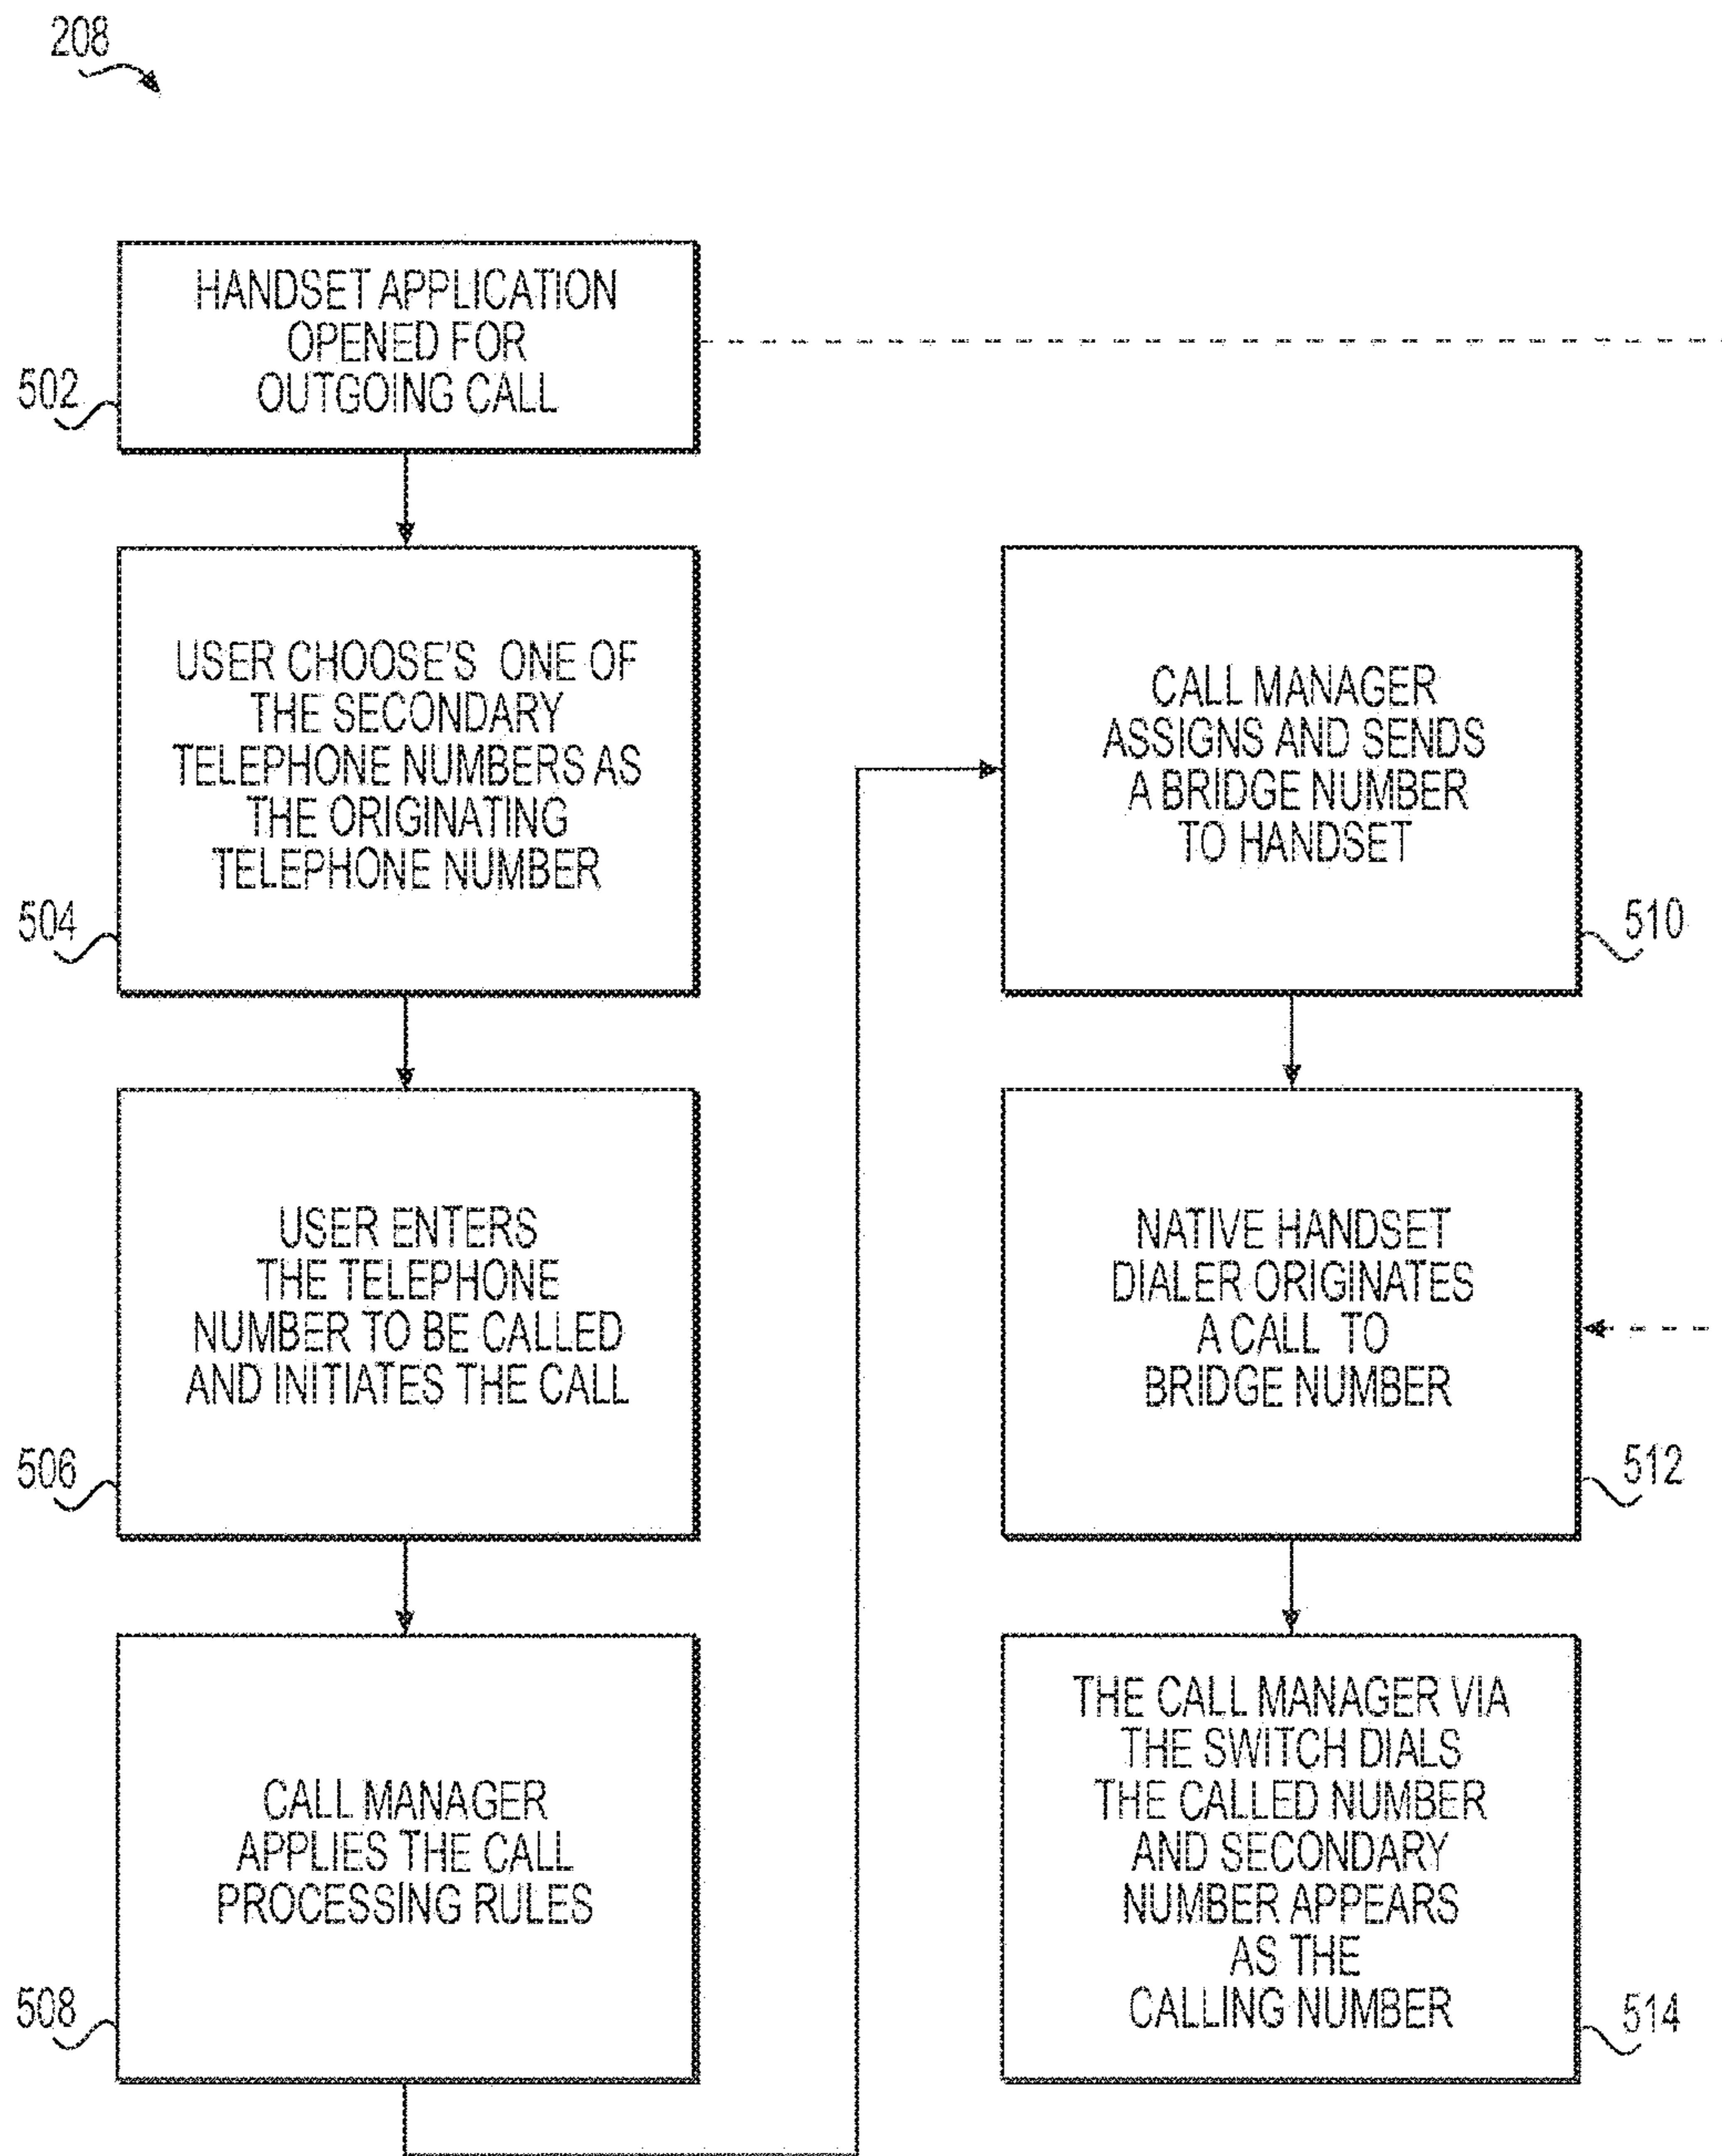 208
HANDSET APPLICATION
OPENED FOR
OUTGOING CALL
502
USER CHOOSE'S ONE OF
THE SECONDARY
TELEPHONE NUMBERS AS
THE ORIGINATING
TELEPHONE NUMBER
504
USER ENTERS
THE TELEPHONE
NUMBER TO BE CALLED
AND INITIATES THE CALL
506
CALL MANAGER
APPLIES THE CALL
PROCESSING RULES
508
CALL MANAGER
ASSIGNS AND SENDS
A BRIDGE NUMBER
TO HANDSET
510
NATIVE HANDSET
DIALER ORIGINATES
A CALL TO
BRIDGE NUMBER
512
THE CALL MANAGER VIA
THE SWITCH DIALS
THE CALLED NUMBER
AND SECONDARY
NUMBER APPEARS
AS THE
CALLING NUMBER
514